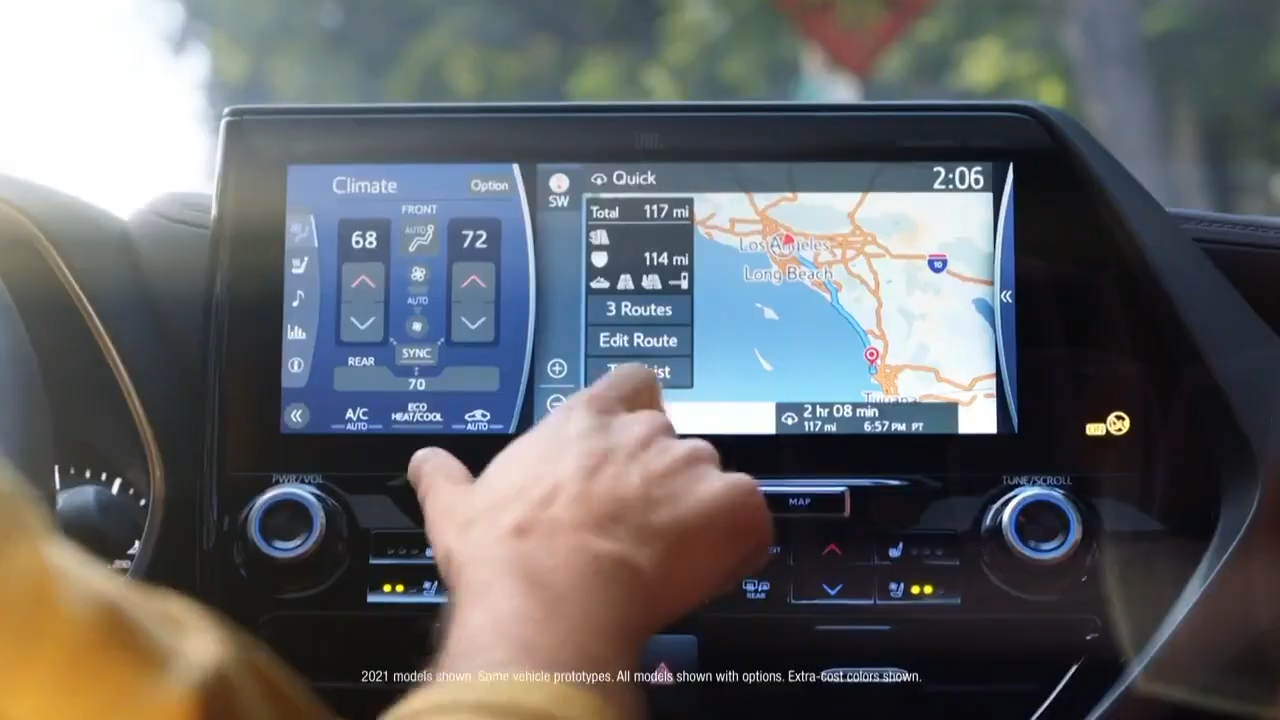 JBL
Climate
Option
FRONT
68
AUTO
72
AUTO
SYNC
REAR
70
A/C
AUTO
ECO
HEAT/COOL
AUTO
SW
Quick
2:06
Total 117 mi
114 mi
3 Routes
Edit Route
Los Angeles
Long Beach
10
Tijuana
2 hr 08 min
117 mi 6:57 PM PT
PWR/VOL
MAP
TUNE/SCROLL
REAR
2021 models shown. Some vehicle prototypes. All models shown with options. Extra-cost colors shown.